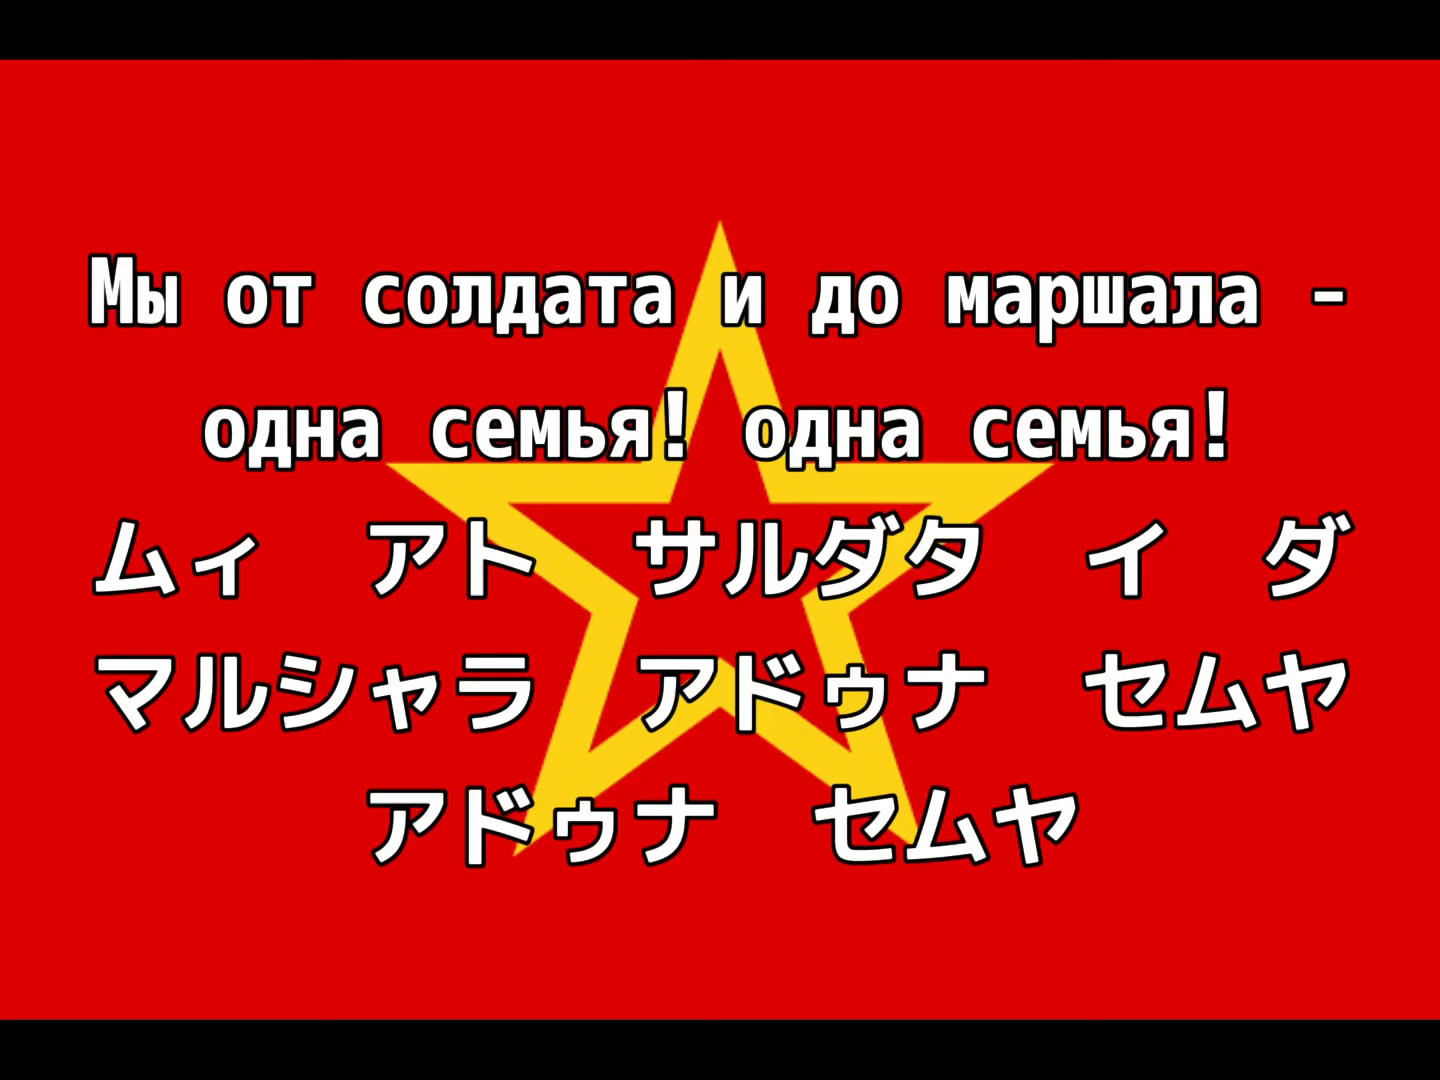 Мы от солдата и до маршала -
одна семья! одна семья!
ムィ　アト　サルダタ　イ　ダ
マルシャラ　アドゥナ　セムヤ
アドゥナ　セムヤ